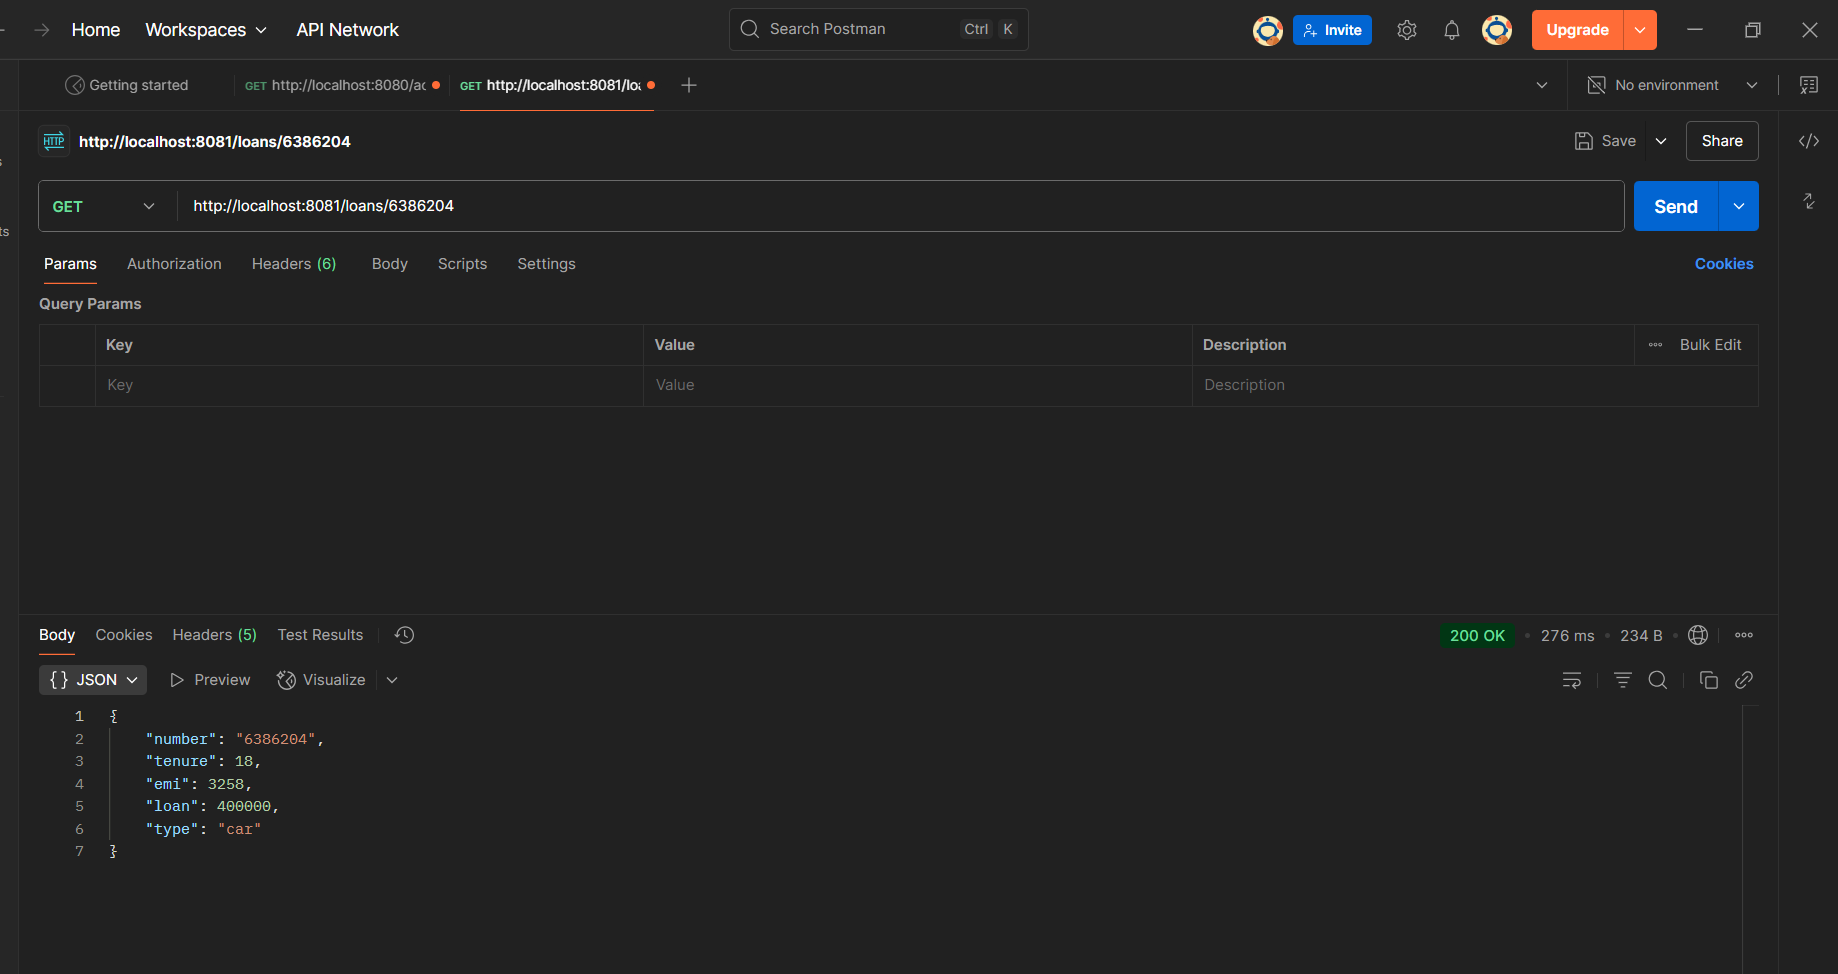 Home Workspaces API Network Search Postman Ctrl K Invite Upgrade
Getting started GET http://localhost:8080/ac GET http://localhost:8081/loa No environment
HTTP http://localhost:8081/loans/6386204 Save Share
GET http://localhost:8081/loans/6386204 Send
ts
Params Authorization Headers (6) Body Scripts Settings Cookies
Query Params
Key Value Description Bulk Edit
Key Value Description
Body Cookies Headers (5) Test Results 200 OK 276 ms 234 B
{} JSON Preview Visualize
1 {
2 "number": "6386204",
3 "tenure": 18,
4 "emi": 3258,
5 "loan": 400000,
6 "type": "car"
7 }